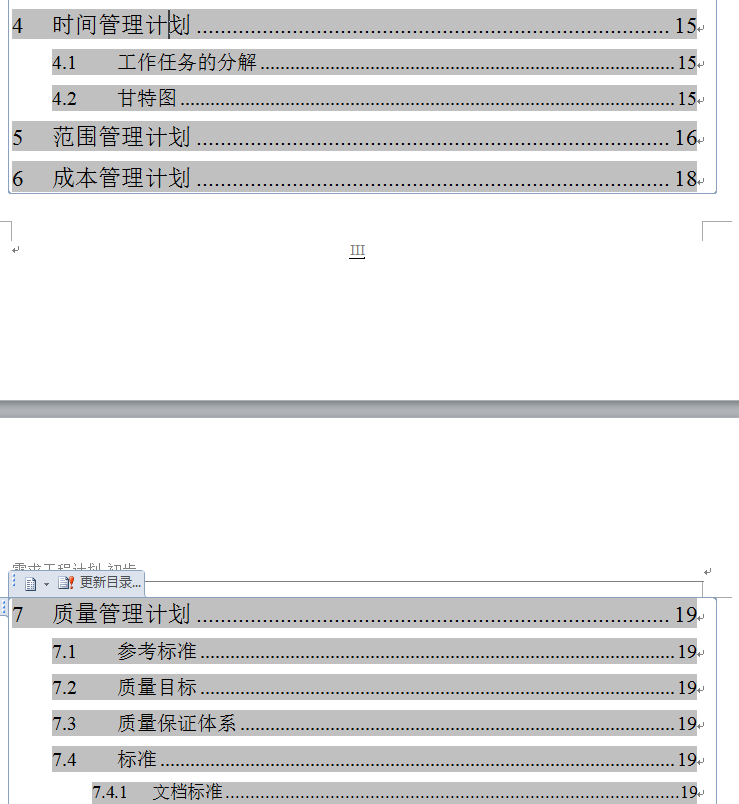 4 时间管理计划 15
4.1 工作任务的分解 15
4.2 甘特图 15
5 范围管理计划 16
6 成本管理计划 18
III
需求工程计划-初步
更新目录...
7 质量管理计划 19
7.1 参考标准 19
7.2 质量目标 19
7.3 质量保证体系 19
7.4 标准 19
7.4.1 文档标准 19